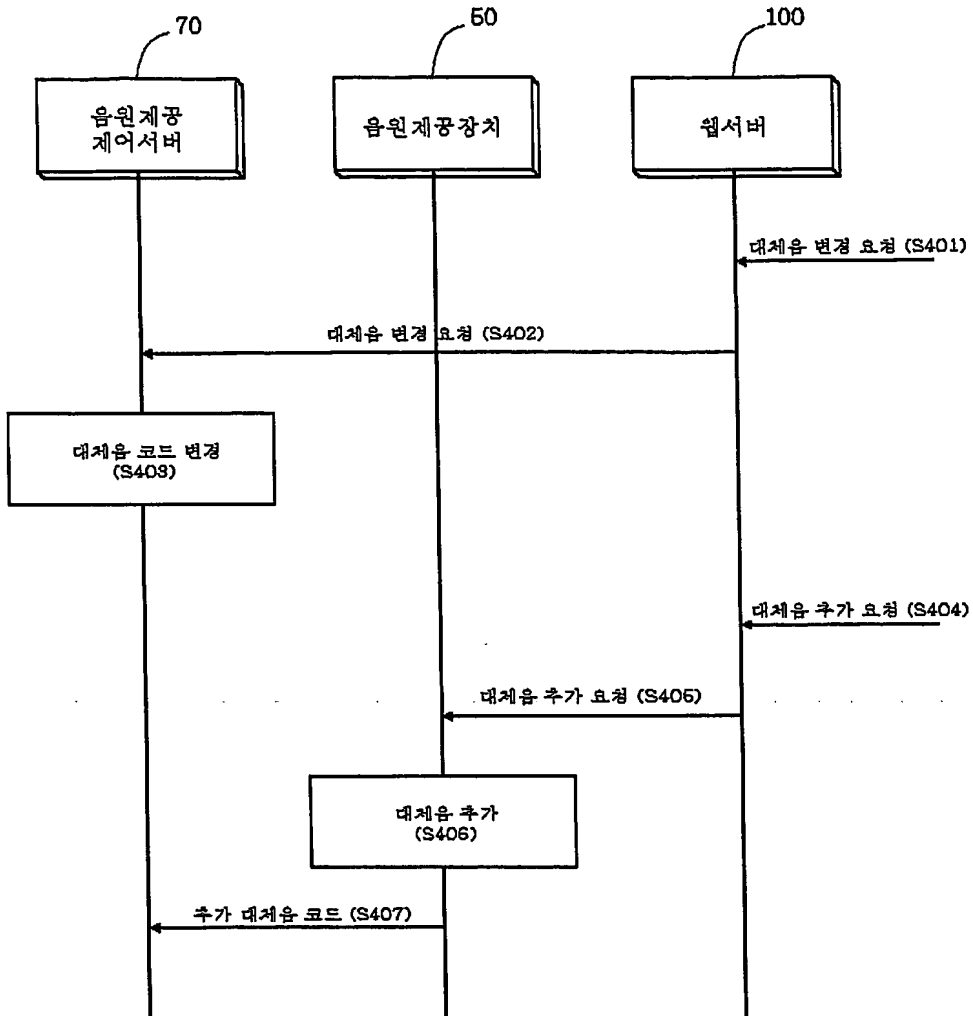 70
50
100
음원제공
제어서버
음원제공장치
웹서버
대체음 변경 요청 (S401)
대체음 변경 요청 (S402)
대체음 코드 변경
(S403)
대체음 추가 요청 (S404)
대체음 추가 요청 (S405)
대체음 추가
(S406)
추가 대체음 코드 (S407)